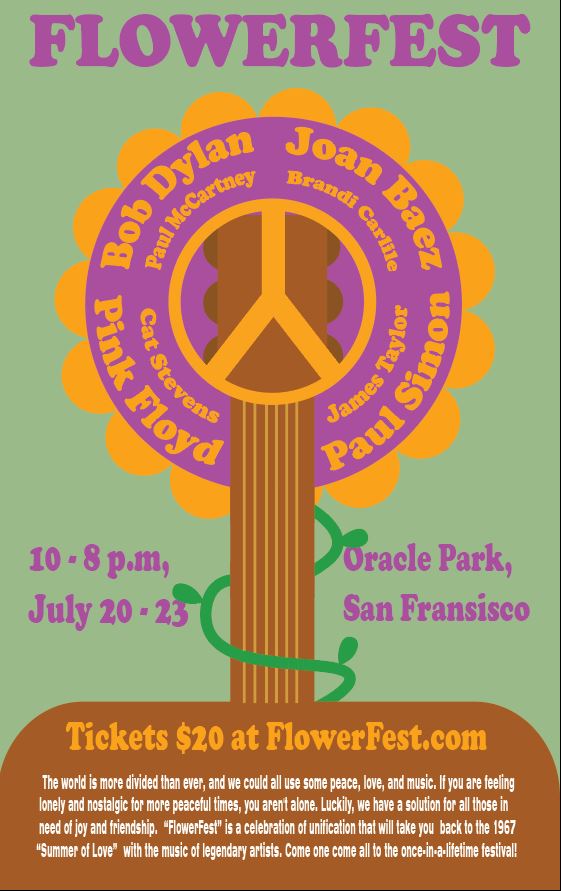 FLOWERFEST
Bob Dylan
Joan Baez
Paul McCartney
Brandi Carlile
Pink Floyd
Cat Stevens
James Taylor
Paul Simon
10 - 8 p.m,
Oracle Park,
July 20 - 23
San Fransisco
Tickets $20 at FlowerFest.com
The world is more divided than ever, and we could all use some peace, love, and music. If you are feeling
lonely and nostalgic for more peaceful times, you aren't alone. Luckily, we have a solution for all those in
need of joy and friendship. “FlowerFest” is a celebration of unification that will take you back to the 1967
“Summer of Love” with the music of legendary artists. Come one come all to the once-in-a-lifetime festival!